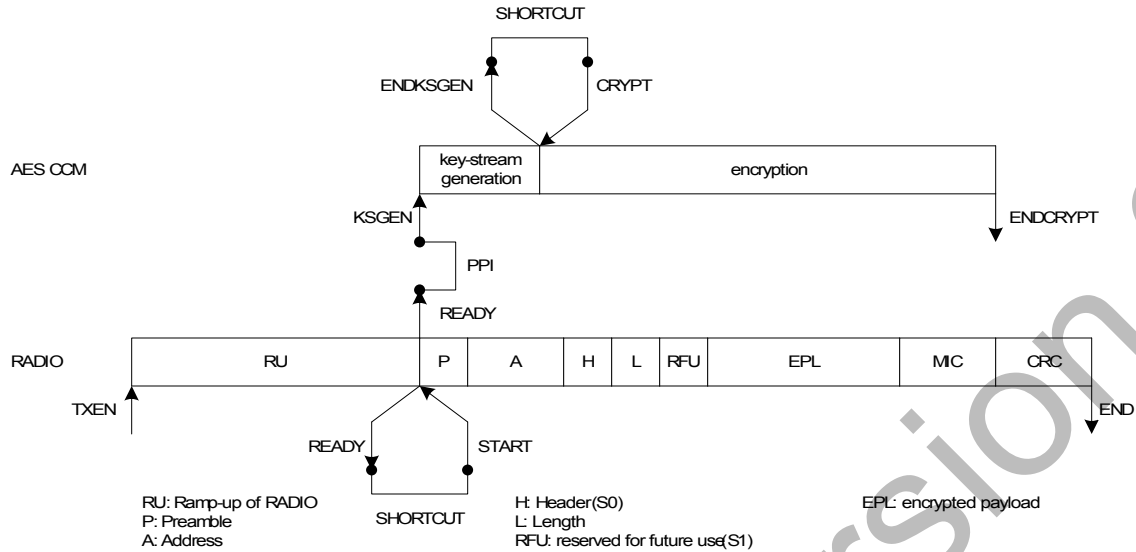 SHORTCUT
ENDKSGEN
CRYPT
AES CCM
key-stream
generation
encryption
KSGEN
ENDCRYPT
PPI
READY
RADIO
RU
P
A
H
L
RFU
EPL
MIC
CRC
TXEN
END
READY
START
SHORTCUT
RU: Ramp-up of RADIO
P: Preamble
A: Address
H: Header(S0)
L: Length
RFU: reserved for future use(S1)
EPL: encrypted payload